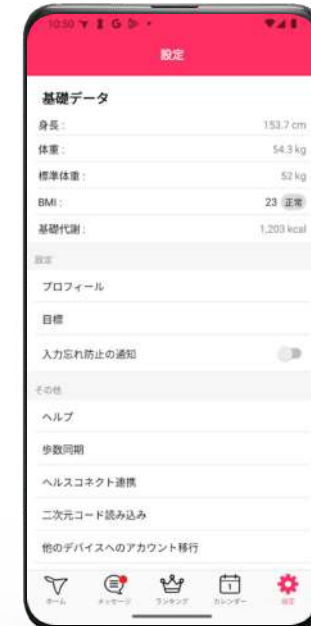 10:50
設定
基礎データ
身長： 153.7 cm
体重： 54.3 kg
標準体重： 52 kg
BMI： 23 正常
基礎代謝： 1,203 kcal
設定
プロフィール
目標
入力忘れ防止の通知
その他
ヘルプ
歩数同期
ヘルスコネクト連携
二次元コード読み込み
他のデバイスへのアカウント移行
ホーム メッセージ ランキング カレンダー 設定